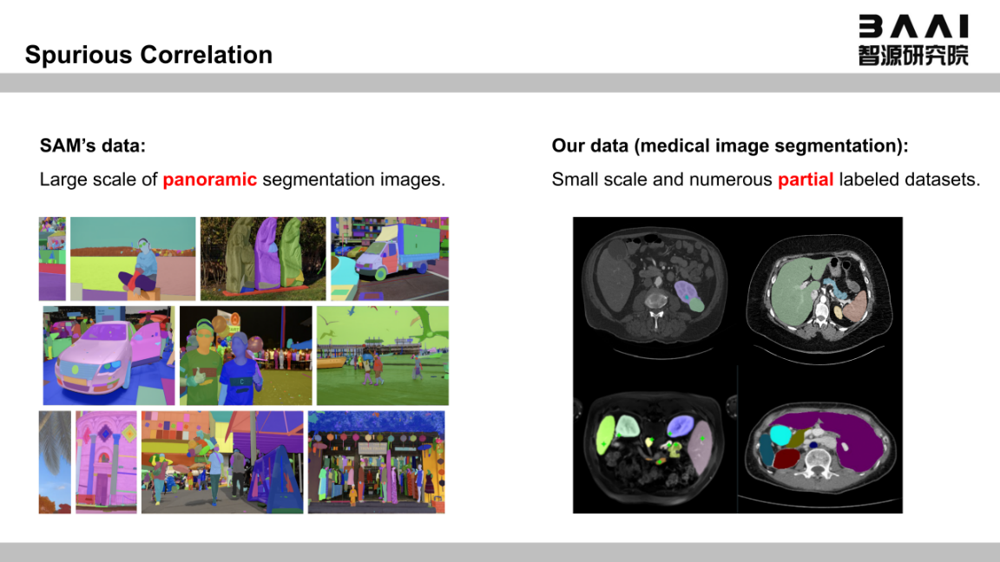 BAAI
智源研究院
Spurious Correlation
SAM’s data:
Large scale of panoramic segmentation images.
Our data (medical image segmentation):
Small scale and numerous partial labeled datasets.